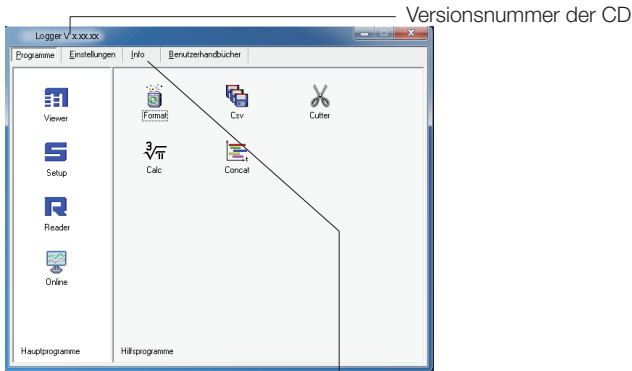 Versionsnummer der CD
Logger V x.xx.xx
Programme Einstellungen Info Benutzerhandbücher
Viewer Format Csv Cutter
Setup Calc Concat
Reader
Online
Hauptprogramme Hilfsprogramme